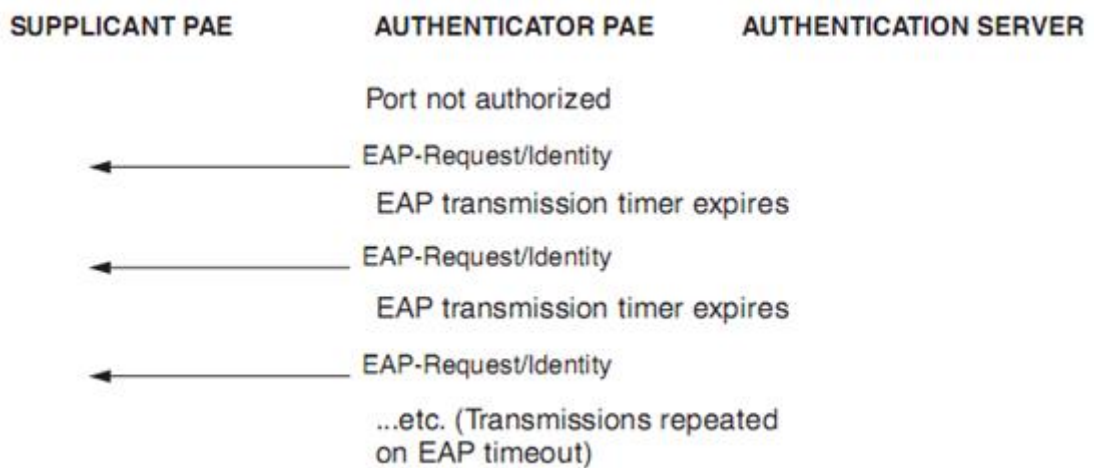 SUPPLICANT PAE AUTHENTICATOR PAE AUTHENTICATION SERVER
Port not authorized
EAP-Request/Identity
EAP transmission timer expires
EAP-Request/Identity
EAP transmission timer expires
EAP-Request/Identity
...etc. (Transmissions repeated
on EAP timeout)